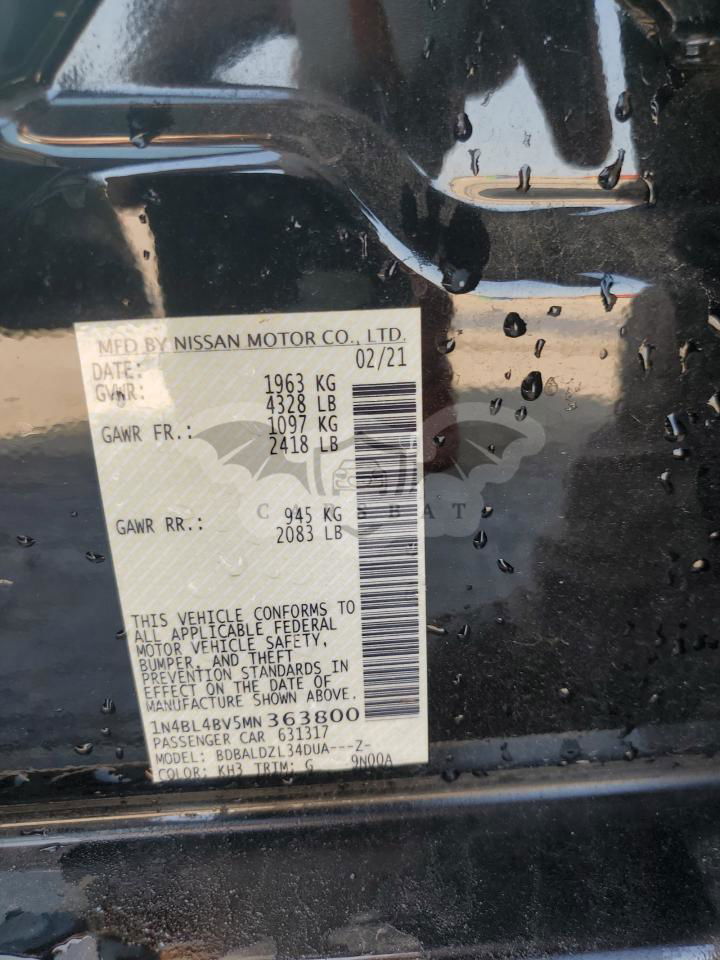 MFD BY NISSAN MOTOR CO., LTD.
DATE: 02/21
GVWR: 1963 KG
4328 LB
GAWR FR.: 1097 KG
2418 LB
CARSBAT
GAWR RR.: 945 KG
2083 LB
THIS VEHICLE CONFORMS TO
ALL APPLICABLE FEDERAL
MOTOR VEHICLE SAFETY,
BUMPER, AND THEFT
PREVENTION STANDARDS IN
EFFECT ON THE DATE OF
MANUFACTURE SHOWN ABOVE.
1N4BL4BV5MN363800
PASSENGER CAR 631317
MODEL: BDBALDZL34DUA---Z-
COLOR: KH3 TRIM: G 9N00A